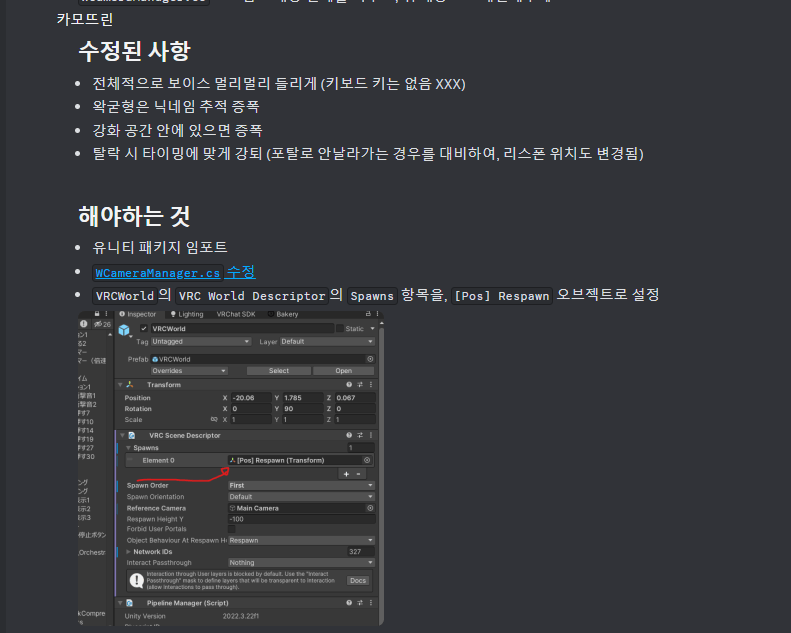 카모뜨린
수정된 사항
전체적으로 보이스 멀리멀리 들리게 (키보드 키는 없음 XXX)
왁굳형은 닉네임 추적 증폭
강화 공간 안에 있으면 증폭
탈락 시 타이밍에 맞게 강퇴 (포탈로 안날라가는 경우를 대비하여, 리스폰 위치도 변경됨)
해야하는 것
유니티 패키지 임포트
WCameraManager.cs 수정
VRCWorld 의 VRC World Descriptor 의 Spawns 항목을, [Pos] Respawn 오브젝트로 설정
Inspector Lighting VRChat SDK Bakery
26
VRCWorld Static
Tag Untagged Layer Default
Prefab VRCWorld
Overrides Select Open
Transform
Position X -20.06 Y 1.785 Z 0.067
Rotation X 0 Y 90 Z 0
Scale X 1 Y 1 Z 1
VRC Scene Descriptor
Spawns 1
Element 0 [Pos] Respawn (Transform)
+ -
Spawn Order First
Spawn Orientation Default
Reference Camera Main Camera
Respawn Height Y -100
Forbid User Portals
Object Behaviour At Respawn H Respawn
Network IDs 327
Interact Passthrough Nothing
Interaction through User layers is blocked by default. Use the "Interact
Passthrough" mask to define layers that will be transparent to interaction
(allow interactions to pass through).
Docs
Pipeline Manager (Script)
Unity Version 2022.3.22f1